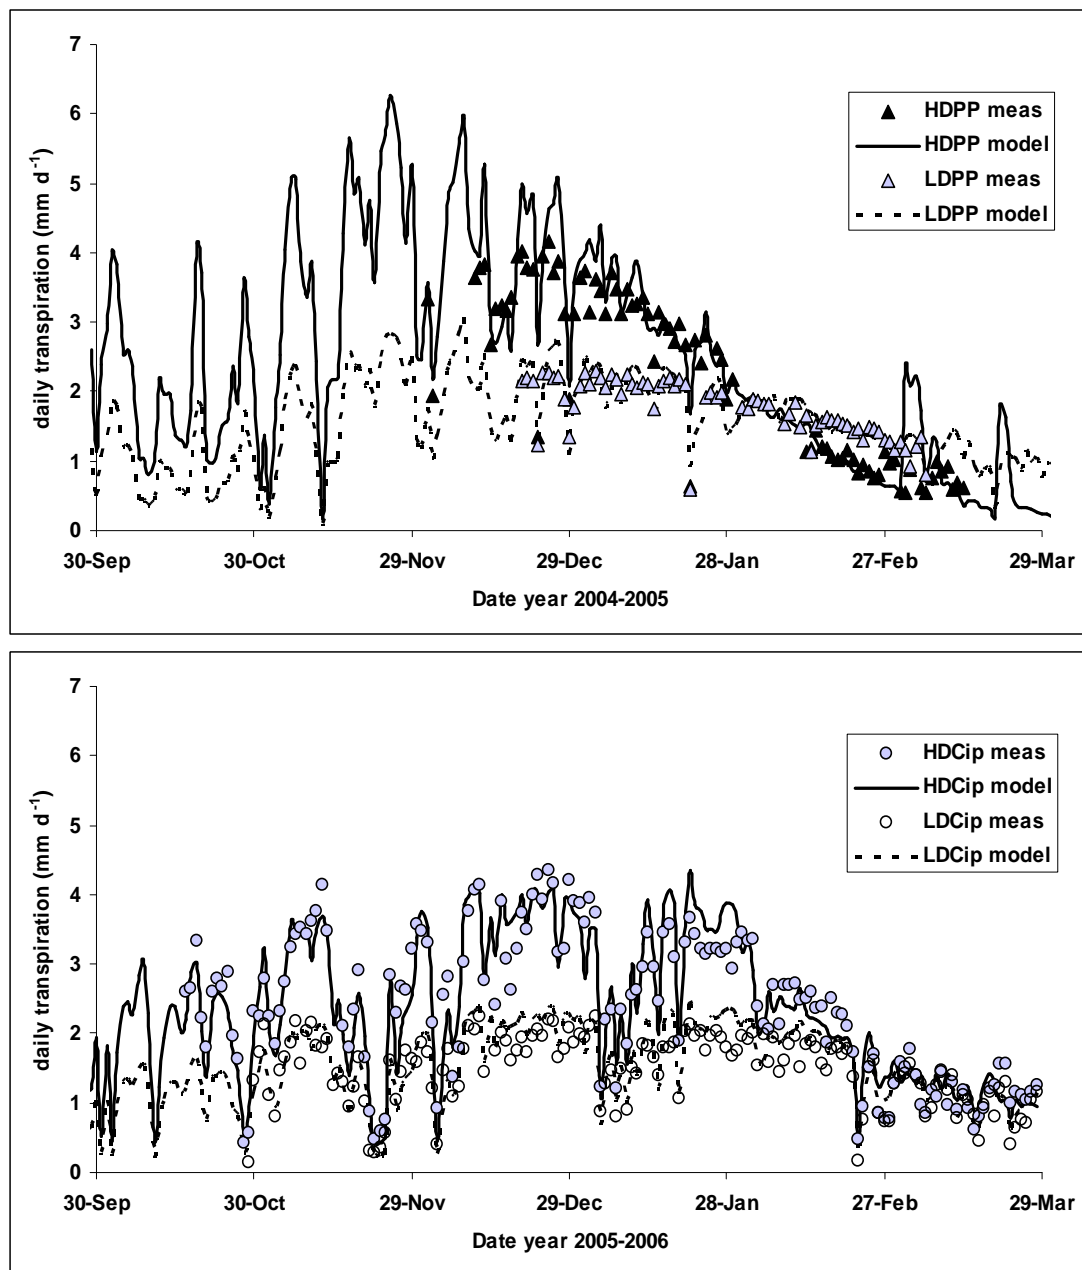 7
6
5
4
3
2
1
0
daily transpiration (mm d⁻¹)
HDPP meas
HDPP model
LDPP meas
LDPP model
30-Sep 30-Oct 29-Nov 29-Dec 28-Jan 27-Feb 29-Mar
Date year 2004-2005
7
6
5
4
3
2
1
0
daily transpiration (mm d⁻¹)
HDCip meas
HDCip model
LDCip meas
LDCip model
30-Sep 30-Oct 29-Nov 29-Dec 28-Jan 27-Feb 29-Mar
Date year 2005-2006